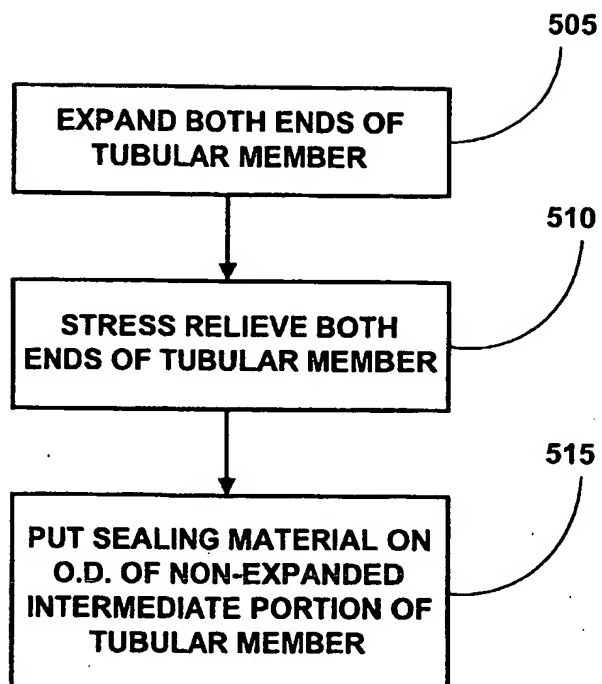 505
EXPAND BOTH ENDS OF
TUBULAR MEMBER
510
STRESS RELIEVE BOTH
ENDS OF TUBULAR MEMBER
515
PUT SEALING MATERIAL ON
O.D. OF NON-EXPANDED
INTERMEDIATE PORTION OF
TUBULAR MEMBER